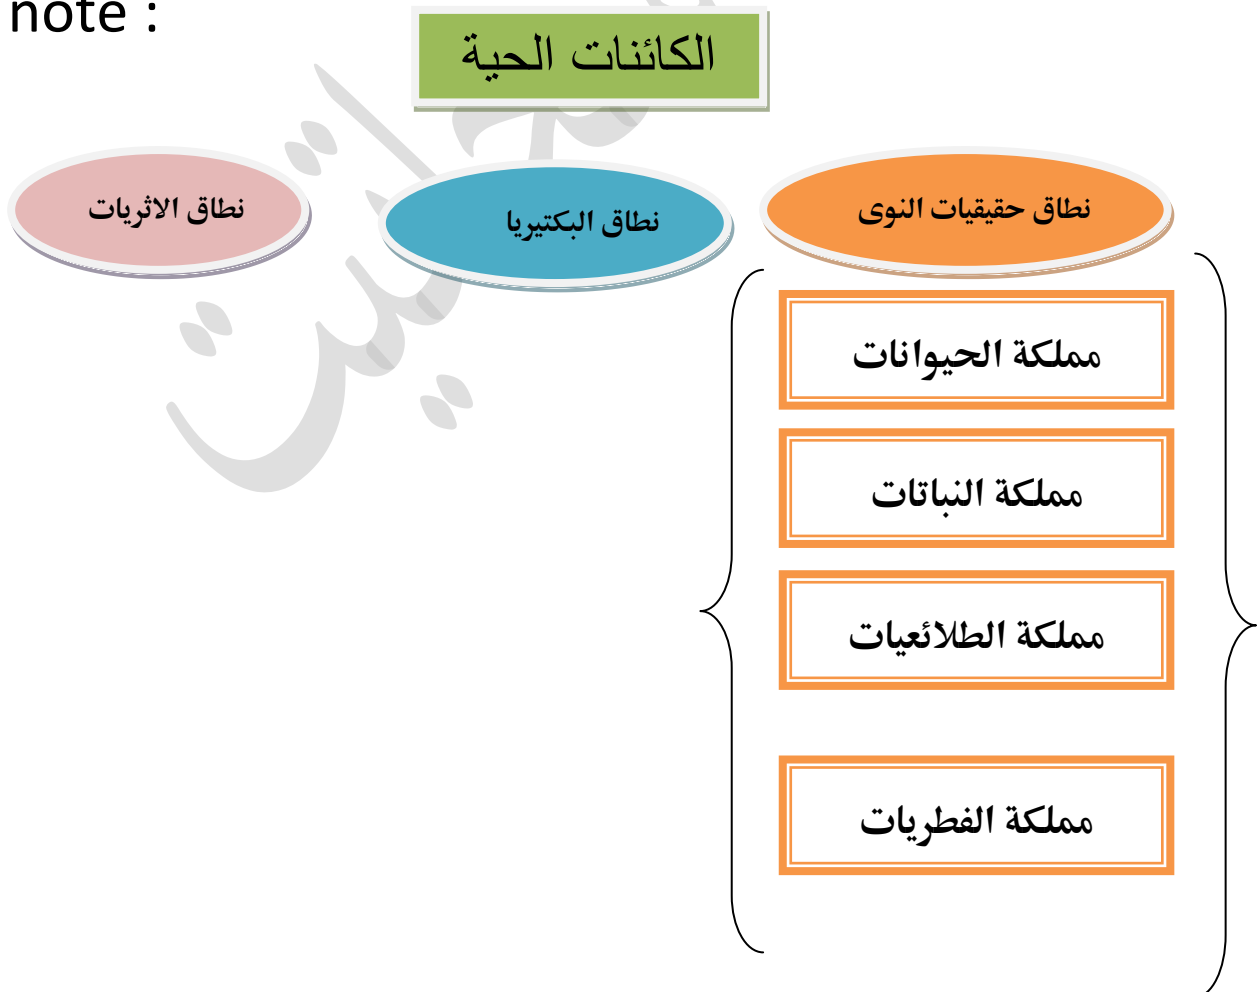 note :
الكائنات الحية
نطاق حقيقيات النوى
نطاق البكتيريا
نطاق الاثريات
مملكة الحيوانات
مملكة النباتات
مملكة الطلائعيات
مملكة الفطريات